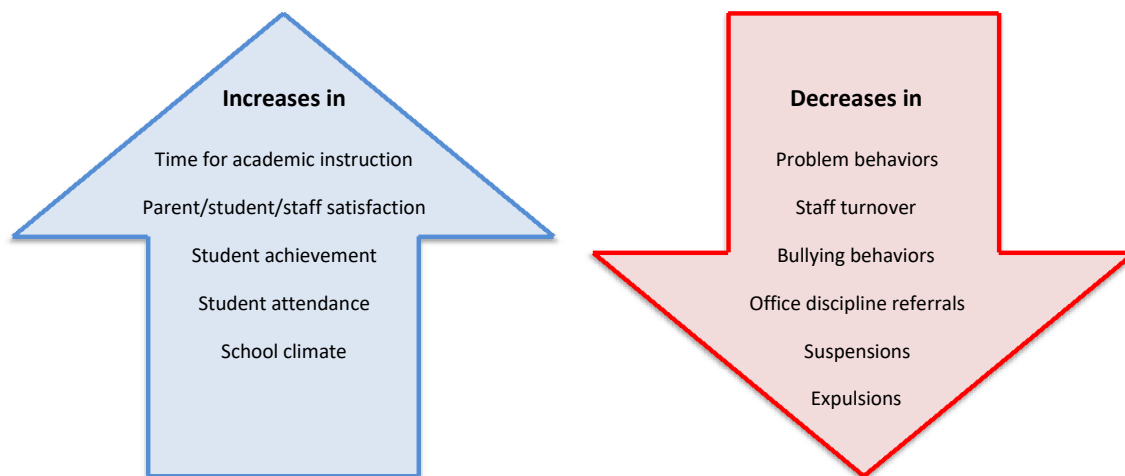 Increases in
Time for academic instruction
Parent/student/staff satisfaction
Student achievement
Student attendance
School climate
Decreases in
Problem behaviors
Staff turnover
Bullying behaviors
Office discipline referrals
Suspensions
Expulsions